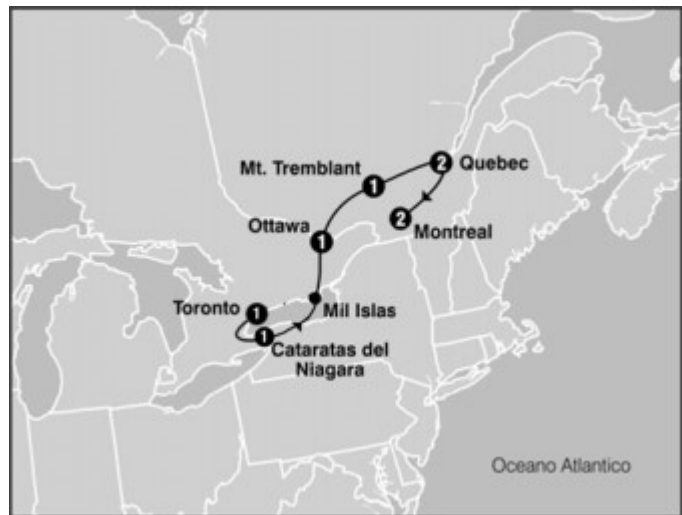 Mt. Tremblant
1
2 Quebec
2
Montreal
Ottawa 1
Toronto 1
Mil Islas
1 Cataratas del
Niagara
Oceano Atlantico